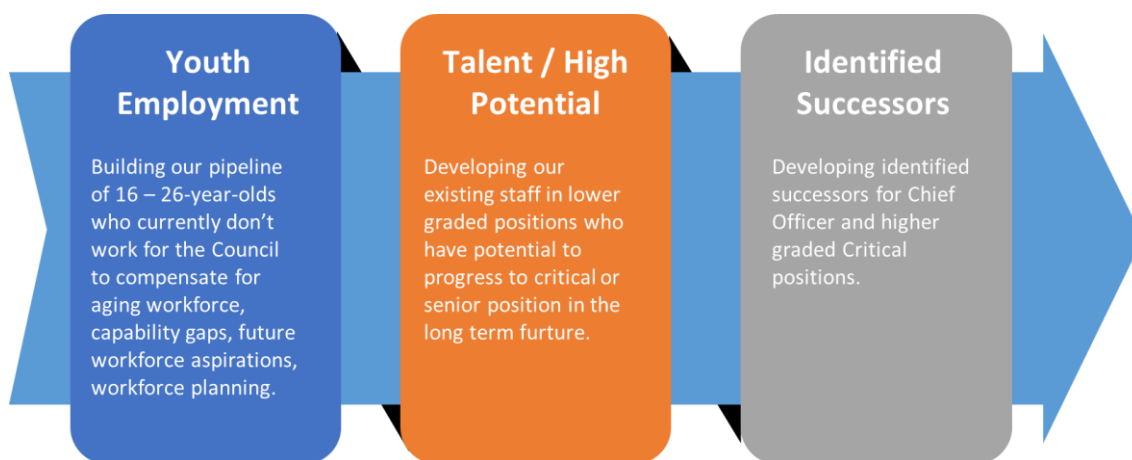 Youth
Employment
Building our pipeline
of 16 – 26-year-olds
who currently don't
work for the Council
to compensate for
aging workforce,
capability gaps, future
workforce aspirations,
workforce planning.
Talent / High
Potential
Developing our
existing staff in lower
graded positions who
have potential to
progress to critical or
senior position in the
long term furture.
Identified
Successors
Developing identified
successors for Chief
Officer and higher
graded Critical
positions.